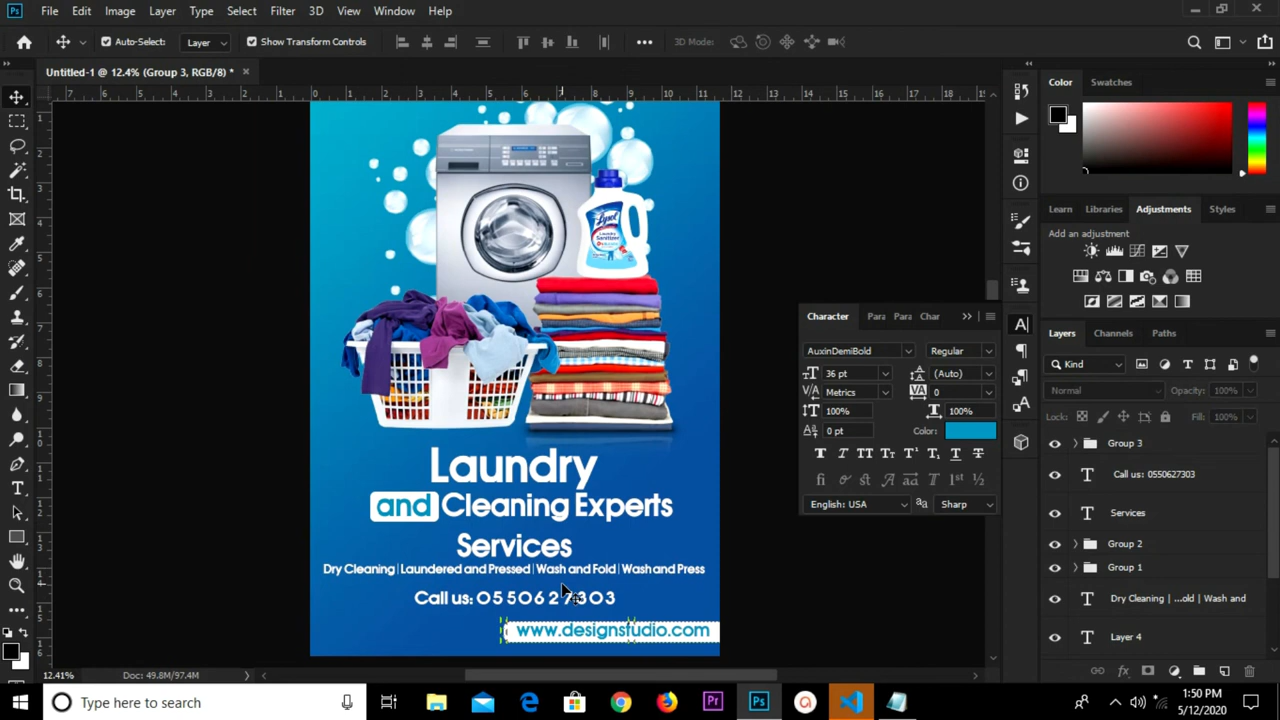 File Edit Image Layer Type Select Filter 3D View Window Help
Auto-Select: Layer Show Transform Controls 3D Mode:
Untitled-1 @ 12.4% (Group 3, RGB/8) *
Color Swatches
Learn Libraries Adjustments Styles
Add an adjustment
Lysol
Laundry
Sanitizer
Character Para Para Char
AuxinDemiBold Regular
36 pt (Auto)
Metrics 0
100% 100%
0 pt Color:
English: USA Sharp
Layers Channels Paths
Kind
Normal Opacity: 100%
Lock: Fill: 100%
Group 3
Call us: 0550627303
Services
Group 2
Group 1
Dry Cleaning | ...old | Wash and
Layer 4
Laundry
and Cleaning Experts
Services
Dry Cleaning | Laundered and Pressed | Wash and Fold | Wash and Press
Call us: 0550627303
www.designstudio.com
12.41% Doc: 49.8M/97.4M
Type here to search
1:50 PM
5/12/2020